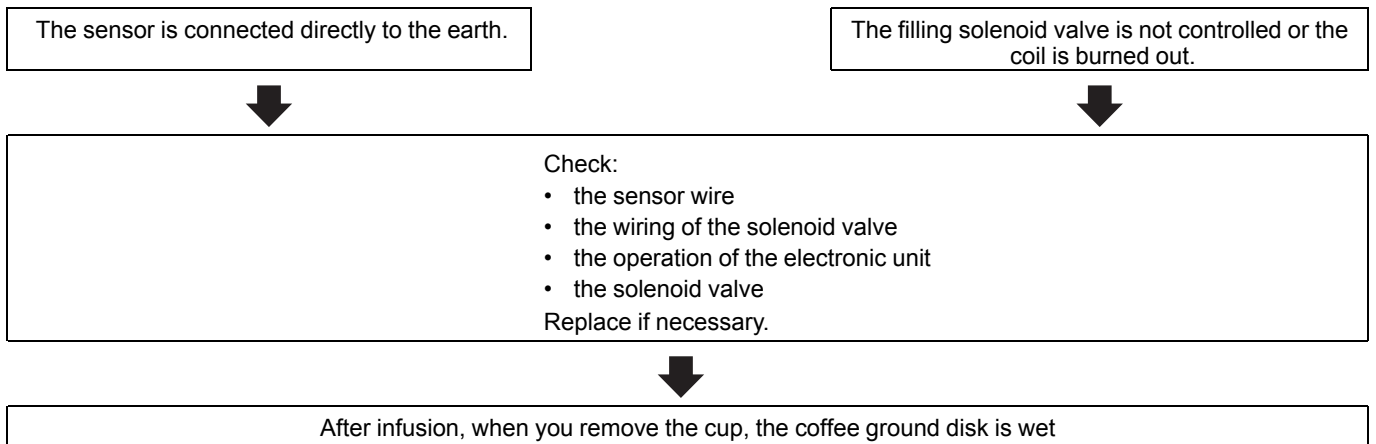 The sensor is connected directly to the earth.
The filling solenoid valve is not controlled or the
coil is burned out.
Check:
• the sensor wire
• the wiring of the solenoid valve
• the operation of the electronic unit
• the solenoid valve
Replace if necessary.
After infusion, when you remove the cup, the coffee ground disk is wet